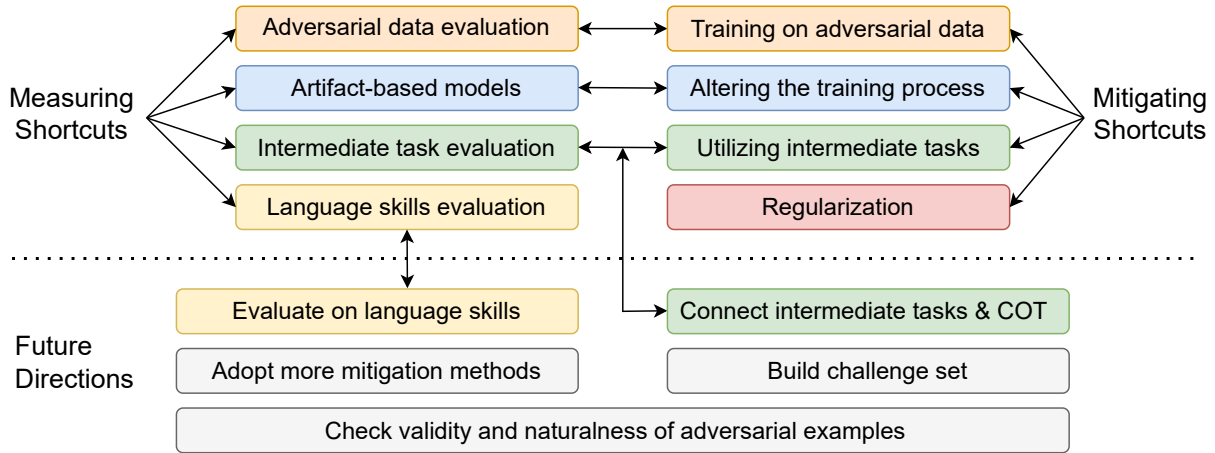 Measuring
Shortcuts
Adversarial data evaluation
Artifact-based models
Intermediate task evaluation
Language skills evaluation
Training on adversarial data
Altering the training process
Utilizing intermediate tasks
Regularization
Mitigating
Shortcuts
Future
Directions
Evaluate on language skills
Connect intermediate tasks & COT
Adopt more mitigation methods
Build challenge set
Check validity and naturalness of adversarial examples